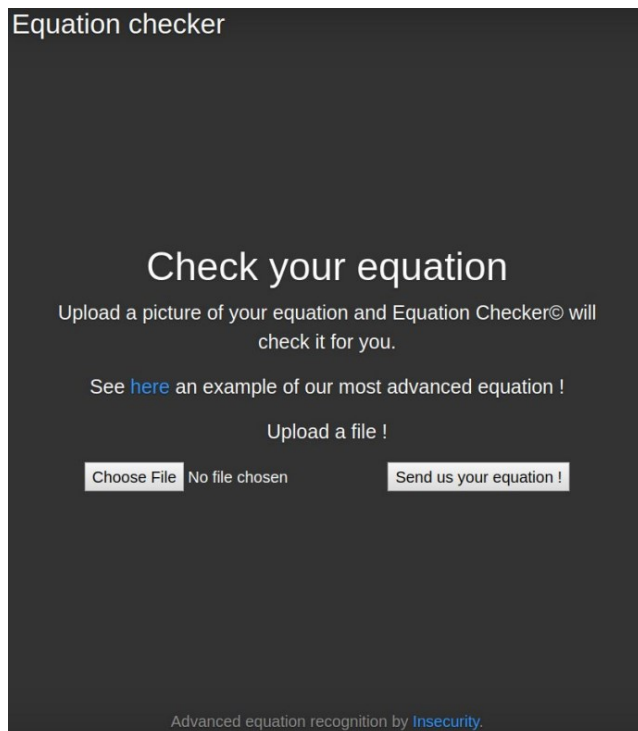 Equation checker
Check your equation
Upload a picture of your equation and Equation Checker© will
check it for you.
See here an example of our most advanced equation !
Upload a file !
Choose File No file chosen Send us your equation !
Advanced equation recognition by Insecurity.